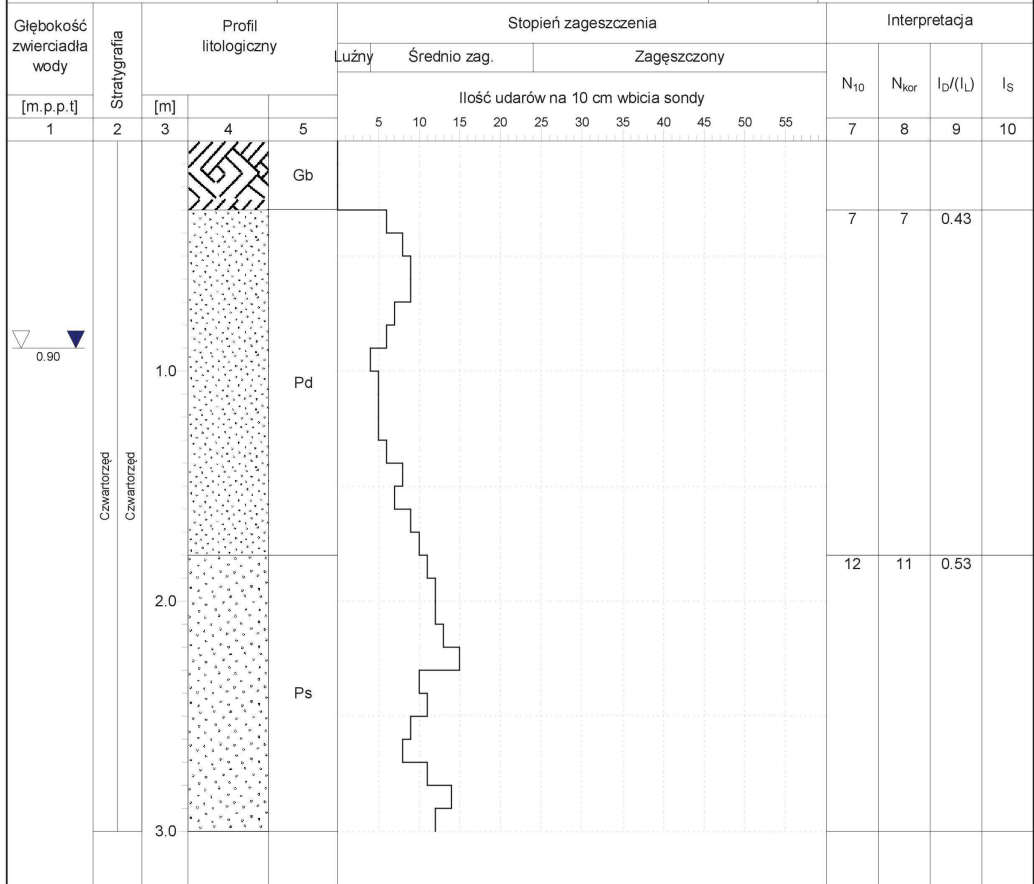 Głębokość
zwierciadła
wody
[m.p.p.t]
1
Stratygrafia
2
Profil
litologiczny
[m]
3
4
5
Stopień zagęszczenia
Luźny
Średnio zag.
Zagęszczony
Ilość udarów na 10 cm wbicia sondy
5 10 15 20 25 30 35 40 45 50 55
Interpretacja
N10
Nkor
ID/(IL)
IS
7 8 9 10
Gb
7 7 0.43
0.90
1.0
Pd
Czwartorzęd
Czwartorzęd
12 11 0.53
2.0
Ps
3.0